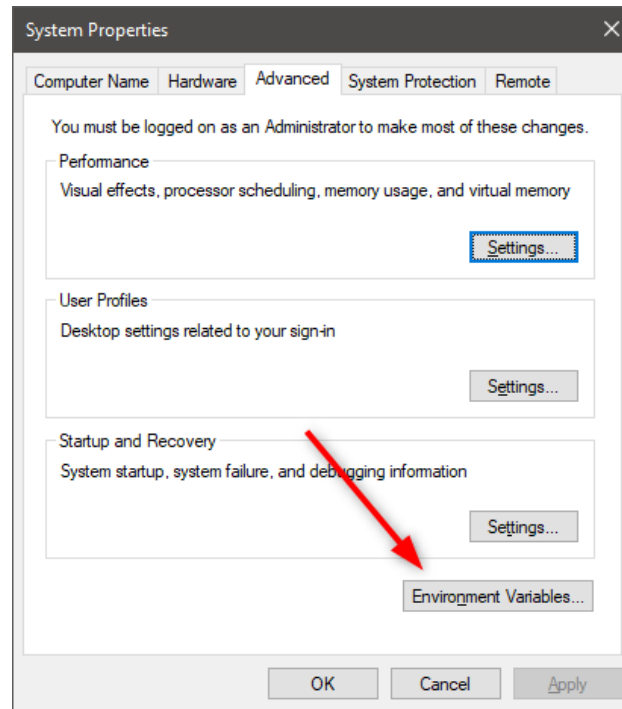 System Properties
Computer Name Hardware Advanced System Protection Remote
You must be logged on as an Administrator to make most of these changes.
Performance
Visual effects, processor scheduling, memory usage, and virtual memory
Settings...
User Profiles
Desktop settings related to your sign-in
Settings...
Startup and Recovery
System startup, system failure, and debugging information
Settings...
Environment Variables...
OK Cancel Apply